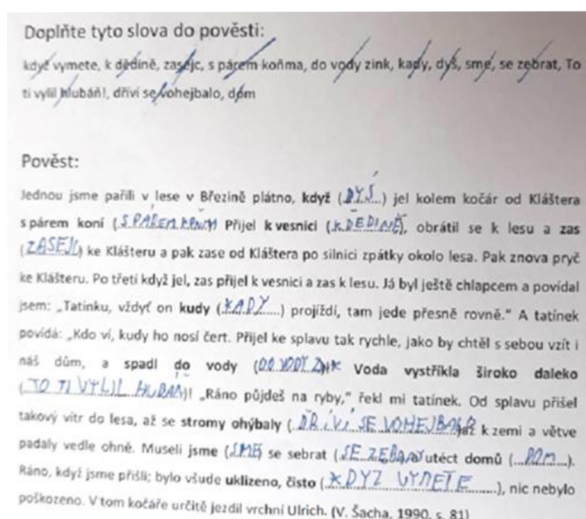 Doplňte tyto slova do pověsti:
když vymete, k dědině, zasejc, s párem koňma, do vody zink, kady, dyš, sme, se zebrat, To
ti vylil hlubáň!, dříví se vohejbalo, dom
Pověst:
Jednou jsme pařili v lese v Březině plátno, když (DYŠ) jel kolem kočár od Kláštera
s párem koní (S PÁREM KOŇMA) Přijel k vesnici (K DĚDINĚ), obrátil se k lesu a zas
(ZASEJC) ke Klášteru a pak zase od Kláštera po silnici zpátky okolo lesa. Pak znova pryč
ke Klášteru. Po třetí když jel, zas přijel k vesnici a zas k lesu. Já byl ještě chlapcem a povídal
jsem: „Tatínku, vždyť on kudy (KADY) projíždí, tam jede přesně rovně.“ A tatínek
povídá: „Kdo ví, kudy ho nosí čert. Přijel ke splavu tak rychle, jako by chtěl s sebou vzít i
náš dům, a spadl do vody (DO VODY ZINK Voda vystříkla široko daleko
(TO TI VYLIL HUBAŇ)! „Ráno půjdeš na ryby,“ řekl mi tatínek. Od splavu přišel
takový vítr do lesa, až se stromy ohýbaly (DŘÍVÍ SE VOHEJBALO až k zemi a větve
padaly vedle ohně. Museli jsme (SME) se sebrat (SE ZEBRAT a utéct domů (DOM).
Ráno, když jsme přišli; bylo všude uklizeno, čisto (KDYZ VYMETE), nic nebylo
poškozeno. V tom kočáře určitě jezdil vrchní Ulrich. (V. Šacha, 1990, s. 81)